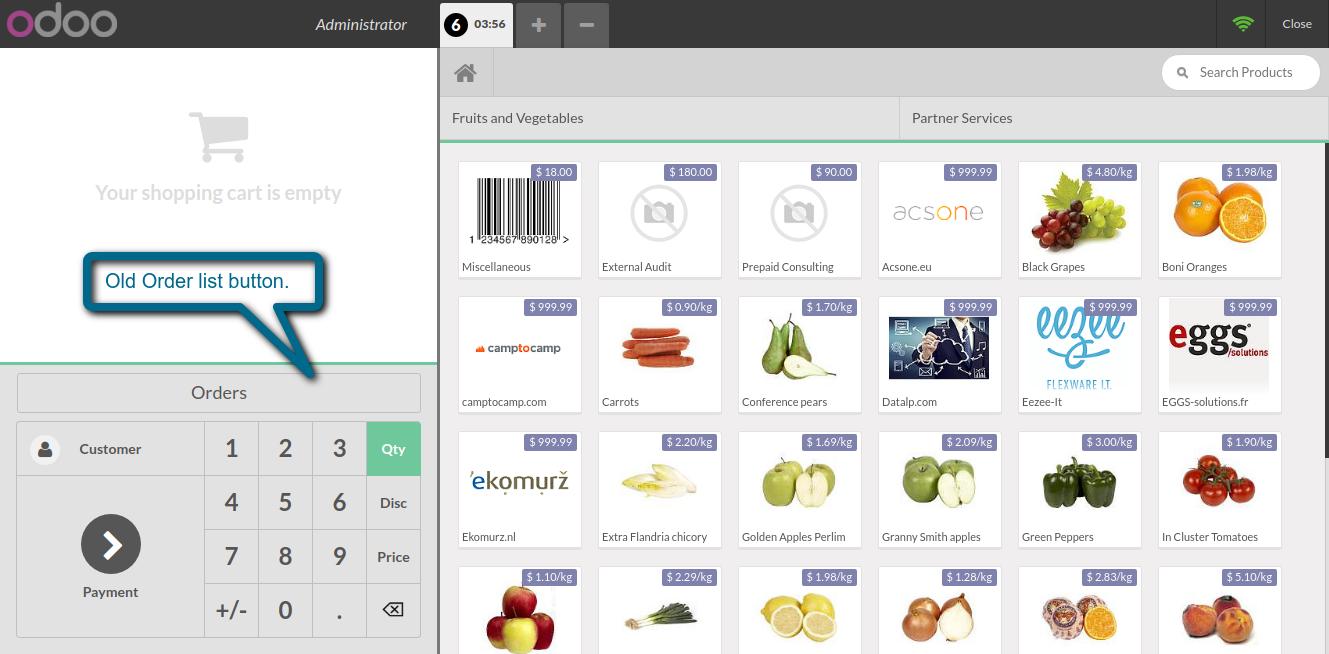 odoo
Administrator
6 03:56 + −
Close
Search Products
Fruits and Vegetables
Partner Services
Your shopping cart is empty
Old Order list button.
Orders
Customer
1 2 3 Qty
4 5 6 Disc
7 8 9 Price
Payment
+/- 0 .
$ 18.00
1 234567 890128 >
Miscellaneous
$ 180.00
External Audit
$ 90.00
Prepaid Consulting
$ 999.99
acsone
Acsone.eu
$ 4.80/kg
Black Grapes
$ 1.98/kg
Boni Oranges
$ 999.99
camptocamp
camptocamp.com
$ 0.90/kg
Carrots
$ 1.70/kg
Conference pears
$ 999.99
Datalp.com
$ 999.99
eezee
FLEXWARE I.T.
Eezee-It
$ 999.99
eggs
/solutions
EGGS-solutions.fr
$ 999.99
ekomurž
Ekomurz.nl
$ 2.20/kg
Extra Flandria chicory
$ 1.69/kg
Golden Apples Perlim
$ 2.09/kg
Granny Smith apples
$ 3.00/kg
Green Peppers
$ 1.90/kg
In Cluster Tomatoes
$ 1.10/kg
$ 2.29/kg
$ 1.98/kg
$ 1.28/kg
$ 2.83/kg
$ 5.10/kg